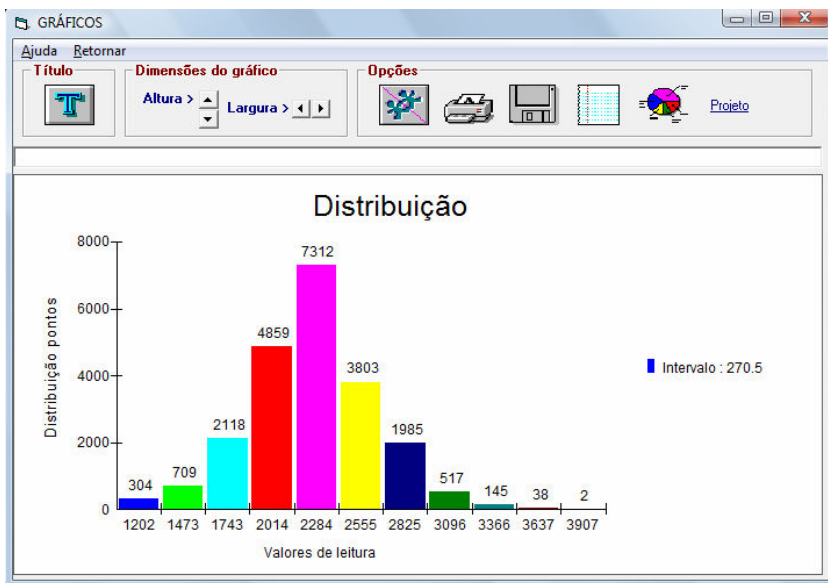 GRÁFICOS
Ajuda Retornar
Título
Dimensões do gráfico
Opções
Altura > Largura >
Projeto
Distribuição
8000
6000
4000
2000
0
Distribuição pontos
304 709 2118 4859 7312 3803 1985 517 145 38 2
1202 1473 1743 2014 2284 2555 2825 3096 3366 3637 3907
Valores de leitura
Intervalo : 270.5